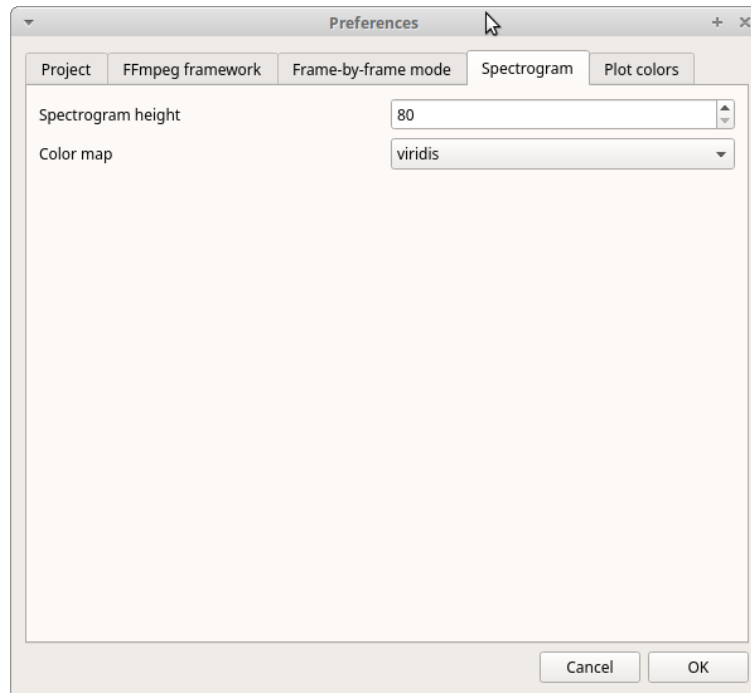 Preferences
Project FFmpeg framework Frame-by-frame mode Spectrogram Plot colors
Spectrogram height 80
Color map viridis
Cancel OK